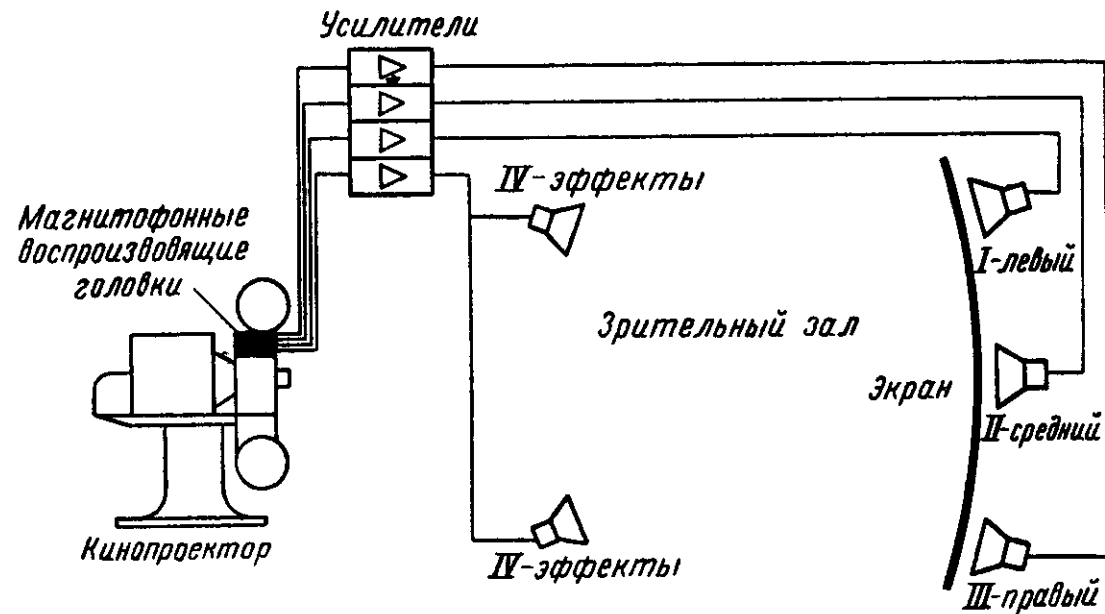 Усилители
IV-эффекты
Магнитофонные
воспроизводящие
головки
I-левый
Зрительный зал
Экран
II-средний
Кинопроектор
IV-эффекты
III-правый